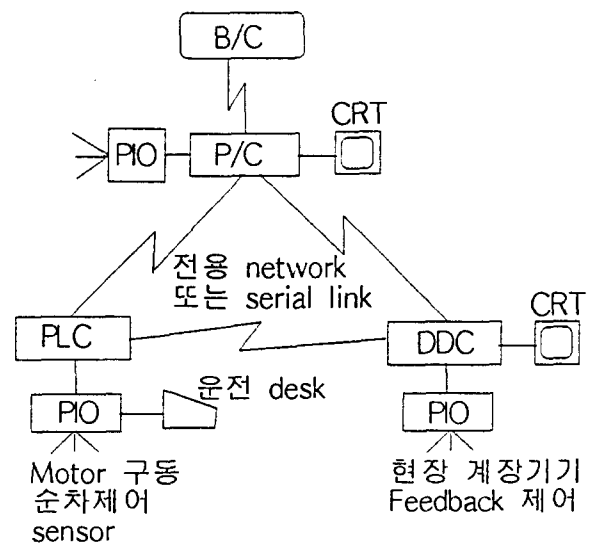 B/C
CRT
PIO
P/C
전용 network
또는 serial link
CRT
PLC
DDC
운전 desk
PIO
PIO
Motor 구동
순차제어
sensor
현장 계장기기
Feedback 제어